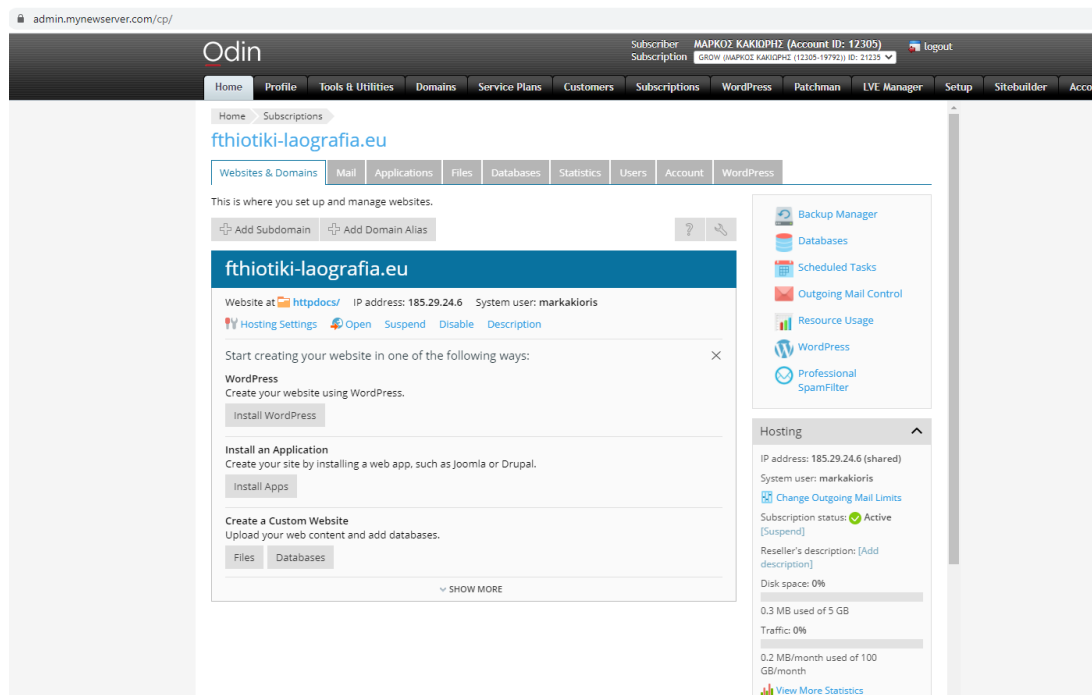 admin.mynewserver.com/cp/
Odin
Subscriber ΜΑΡΚΟΣ ΚΑΚΙΩΡΗΣ (Account ID: 12305) logout
Subscription GROW (ΜΑΡΚΟΣ ΚΑΚΙΩΡΗΣ (12305-19792)) ID: 21235
Home Profile Tools & Utilities Domains Service Plans Customers Subscriptions WordPress Patchman LVE Manager Setup Sitebuilder Acco
Home Subscriptions
fthiotiki-laografia.eu
Websites & Domains Mail Applications Files Databases Statistics Users Account WordPress
This is where you set up and manage websites.
Add Subdomain Add Domain Alias ?
fthiotiki-laografia.eu
Website at httpdocs/ IP address: 185.29.24.6 System user: markakioris
Hosting Settings Open Suspend Disable Description
Start creating your website in one of the following ways:
WordPress
Create your website using WordPress.
Install WordPress
Install an Application
Create your site by installing a web app, such as Joomla or Drupal.
Install Apps
Create a Custom Website
Upload your web content and add databases.
Files Databases
SHOW MORE
Backup Manager
Databases
Scheduled Tasks
Outgoing Mail Control
Resource Usage
WordPress
Professional
SpamFilter
Hosting
IP address: 185.29.24.6 (shared)
System user: markakioris
Change Outgoing Mail Limits
Subscription status: Active
[Suspend]
Reseller's description: [Add
description]
Disk space: 0%
0.3 MB used of 5 GB
Traffic: 0%
0.2 MB/month used of 100
GB/month
View More Statistics